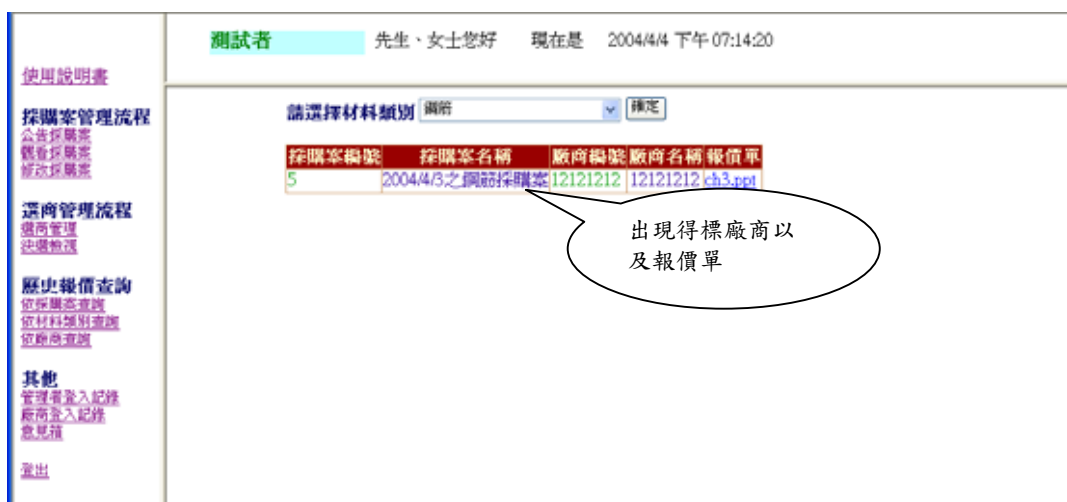 測試者 先生、女士您好 現在是 2004/4/4 下午 07:14:20
使用說明書
採購案管理流程
公告採購案
觀看採購案
修改採購案
選商管理流程
選商管理
決選檢視
歷史報價查詢
依採購案查詢
依材料類別查詢
依廠商查詢
其他
管理者登入記錄
廠商登入記錄
意見箱
登出
請選擇材料類別 鋼筋 確定
採購案編號 採購案名稱 廠商編號 廠商名稱 報價單
5 2004/4/3之鋼筋採購案 12121212 12121212 ch3.ppt
出現得標廠商以
及報價單